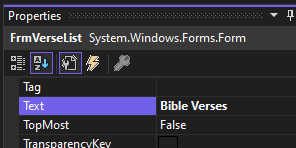 Properties
FrmVerseList System.Windows.Forms.Form
Tag
Text Bible Verses
TopMost False
TransparencyKey